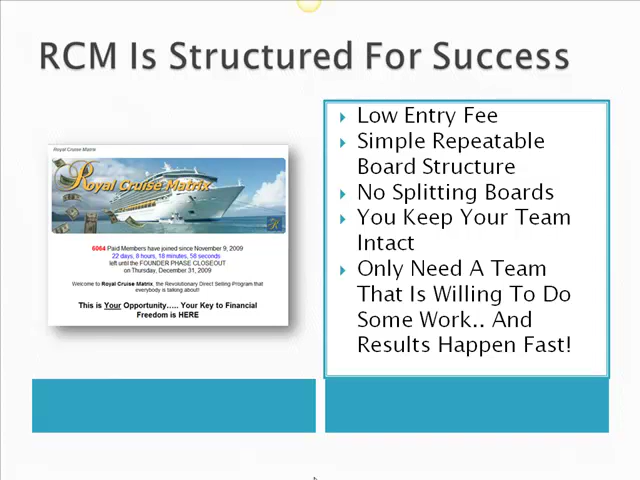 RCM Is Structured For Success
Royal Cruise Matrix
Royal Cruise Matrix
6064 Paid Members have joined since November 9, 2009
22 days, 8 hours, 18 minutes, 58 seconds
left until the FOUNDER PHASE CLOSEOUT
on Thursday, December 31, 2009
Welcome to Royal Cruise Matrix, the Revolutionary Direct Selling Program that
everybody is talking about!
This is Your Opportunity..... Your Key to Financial
Freedom is HERE
Low Entry Fee
Simple Repeatable
Board Structure
No Splitting Boards
You Keep Your Team
Intact
Only Need A Team
That Is Willing To Do
Some Work.. And
Results Happen Fast!